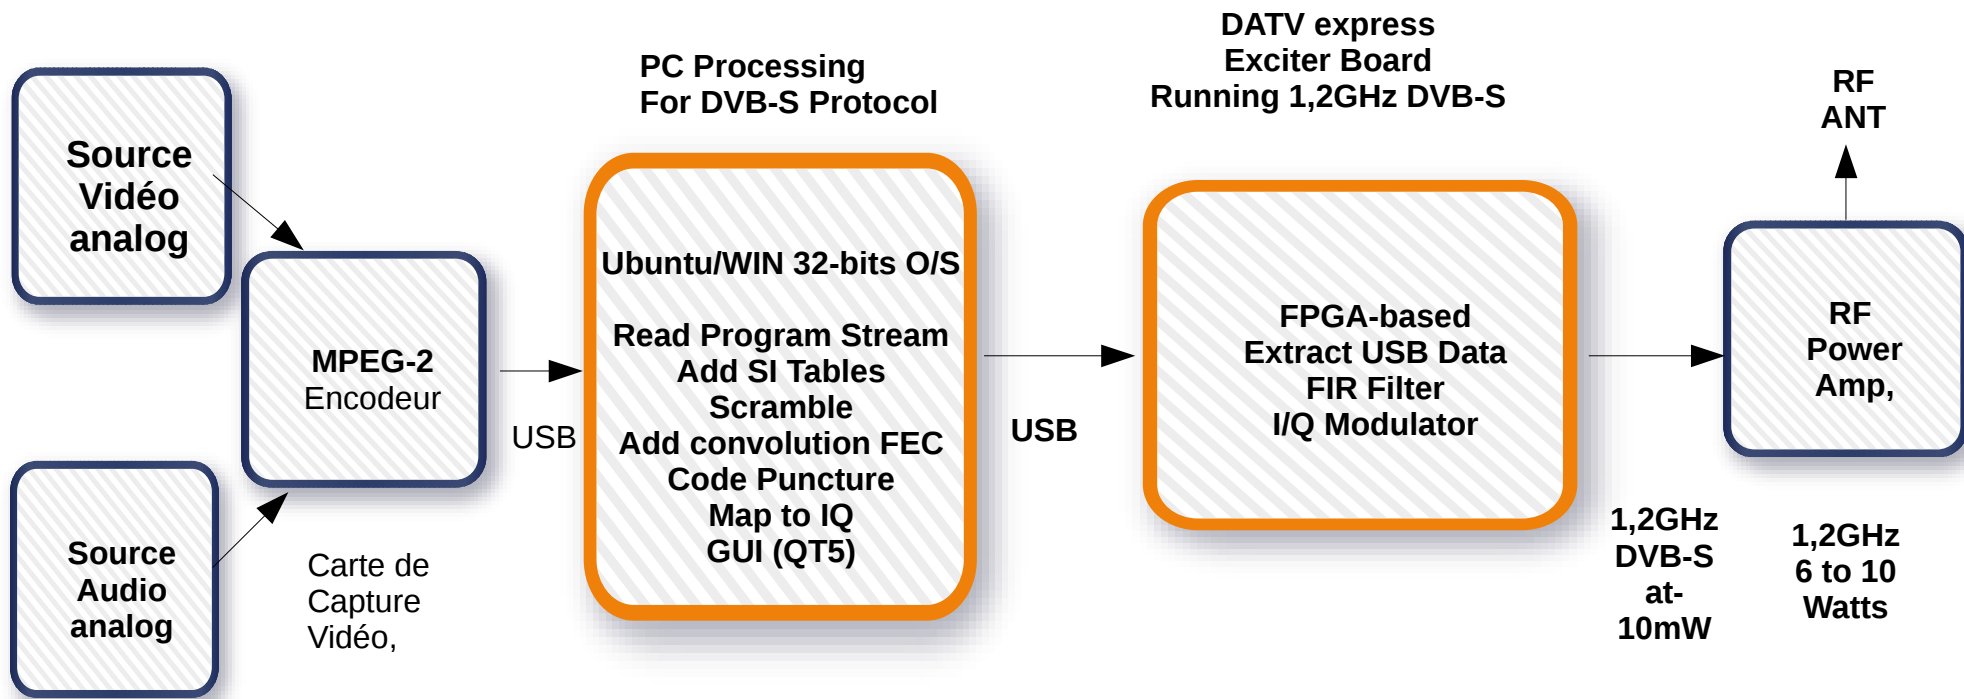 Source
Vidéo
analog
Source
Audio
analog
MPEG-2
Encodeur
Carte de
Capture
Vidéo,
USB
PC Processing
For DVB-S Protocol
Ubuntu/WIN 32-bits O/S
Read Program Stream
Add SI Tables
Scramble
Add convolution FEC
Code Puncture
Map to IQ
GUI (QT5)
USB
DATV express
Exciter Board
Running 1,2GHz DVB-S
FPGA-based
Extract USB Data
FIR Filter
I/Q Modulator
1,2GHz
DVB-S
at-
10mW
RF
ANT
RF
Power
Amp,
1,2GHz
6 to 10
Watts